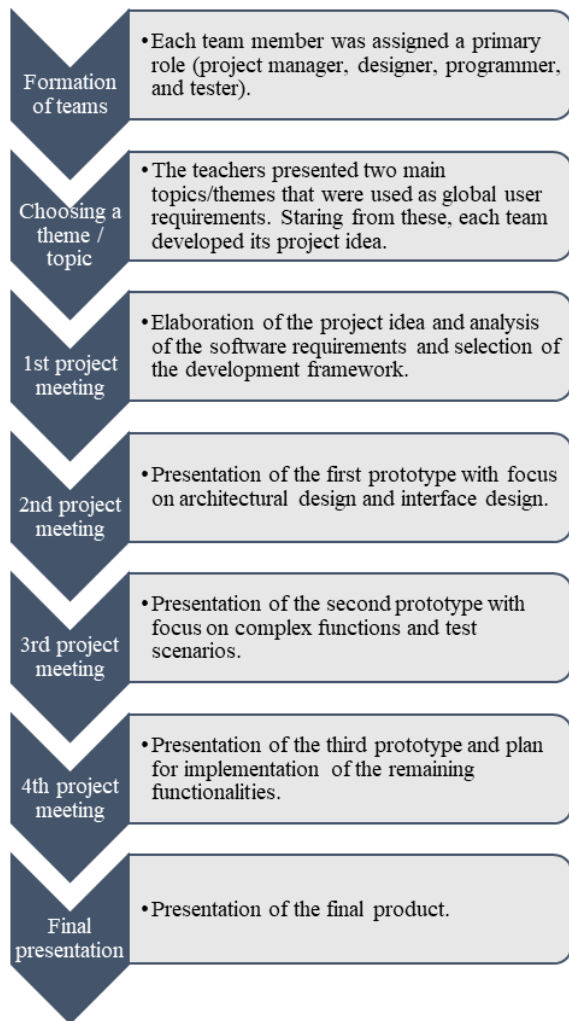 Formation
of teams
•Each team member was assigned a primary
role (project manager, designer, programmer,
and tester).
Choosing a
theme /
topic
•The teachers presented two main
topics/themes that were used as global user
requirements. Staring from these, each team
developed its project idea.
1st project
meeting
•Elaboration of the project idea and analysis
of the software requirements and selection of
the development framework.
2nd project
meeting
•Presentation of the first prototype with focus
on architectural design and interface design.
3rd project
meeting
•Presentation of the second prototype with
focus on complex functions and test
scenarios.
4th project
meeting
•Presentation of the third prototype and plan
for implementation of the remaining
functionalities.
Final
presentation
•Presentation of the final product.